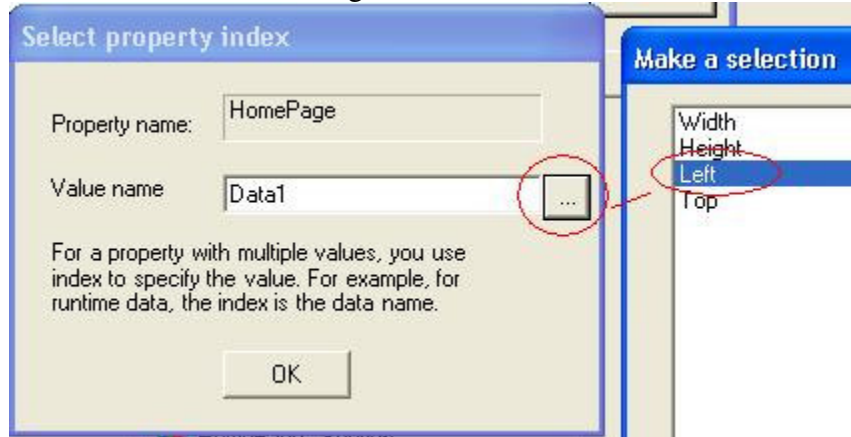 Select property index
Property name:
HomePage
Value name
Data1
...
For a property with multiple values, you use
index to specify the value. For example, for
runtime data, the index is the data name.
OK
Make a selection
Width
Height
Left
Top